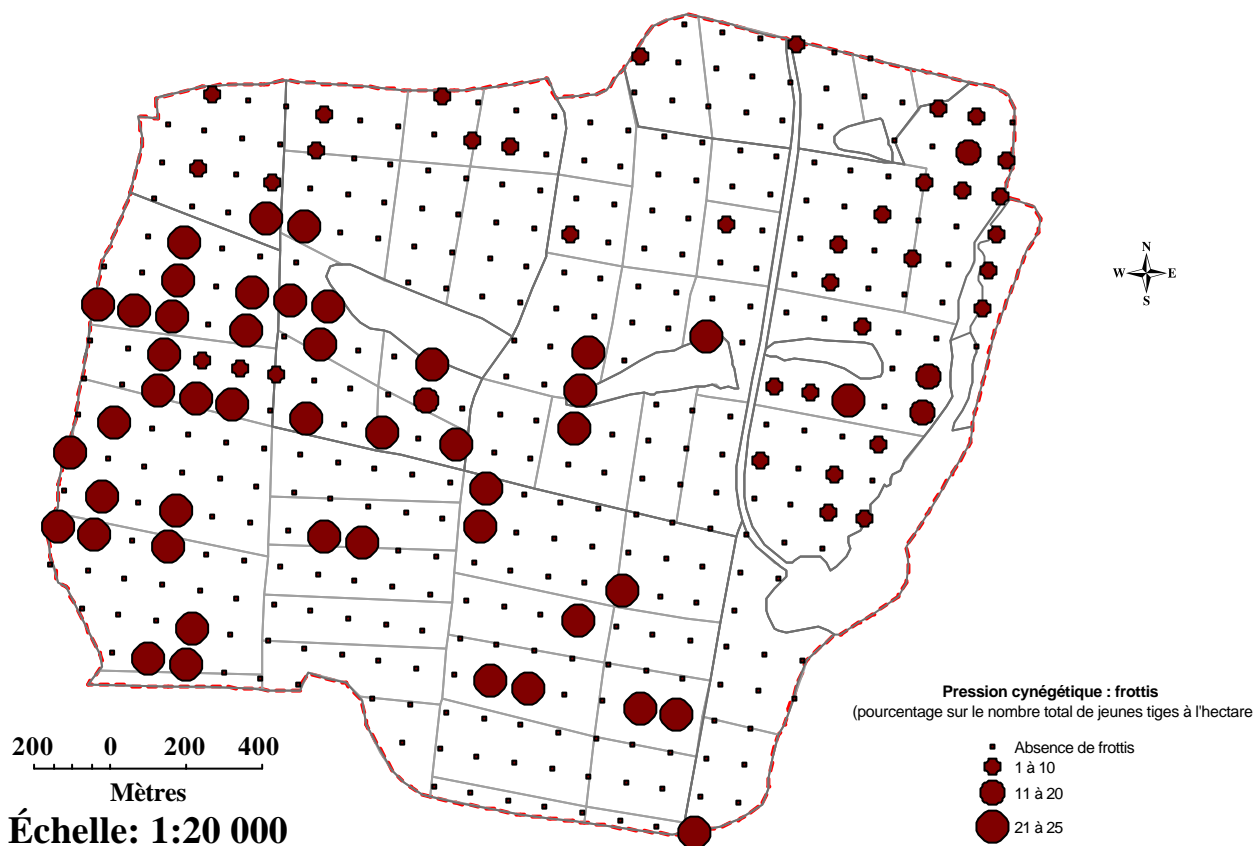 N
W E
S
Pression cynégétique : frottis
(pourcentage sur le nombre total de jeunes tiges à l'hectare
Absence de frottis
1 à 10
11 à 20
21 à 25
200 0 200 400
Mètres
Échelle: 1:20 000